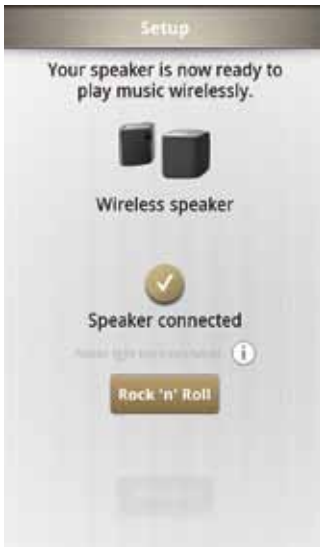 Setup
Your speaker is now ready to
play music wirelessly.
Wireless speaker
Speaker connected
Rock 'n' Roll